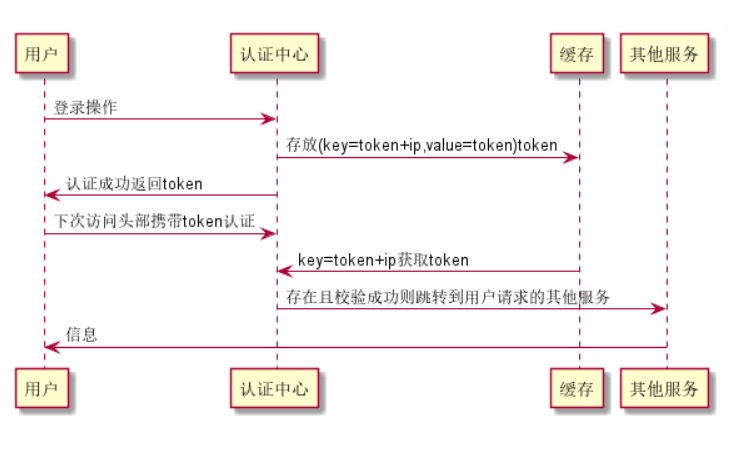 用户 认证中心 缓存 其他服务
登录操作
存放(key=token+ip,value=token)token
认证成功返回token
下次访问头部携带token认证
key=token+ip获取token
存在且校验成功则跳转到用户请求的其他服务
信息
用户 认证中心 缓存 其他服务